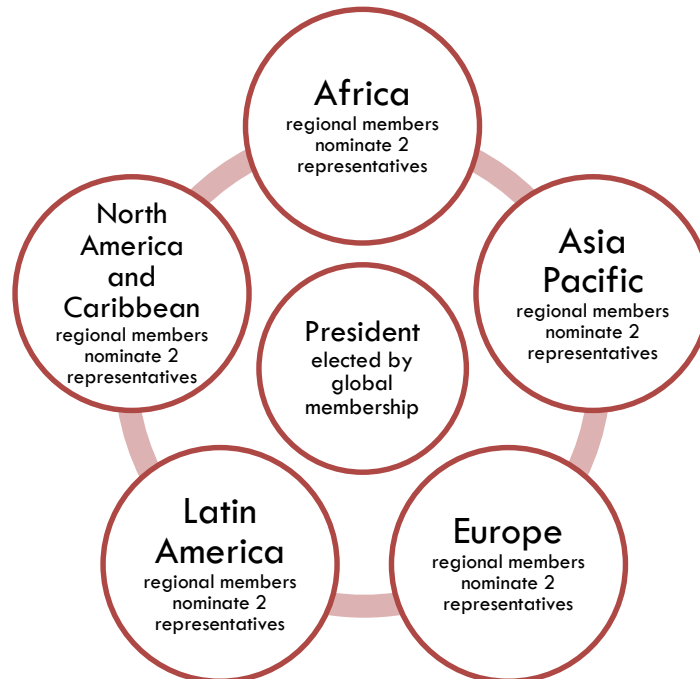 Africa
regional members
nominate 2
representatives
North
America
and
Caribbean
regional members
nominate 2
representatives
Asia
Pacific
regional members
nominate 2
representatives
President
elected by
global
membership
Latin
America
regional members
nominate 2
representatives
Europe
regional members
nominate 2
representatives